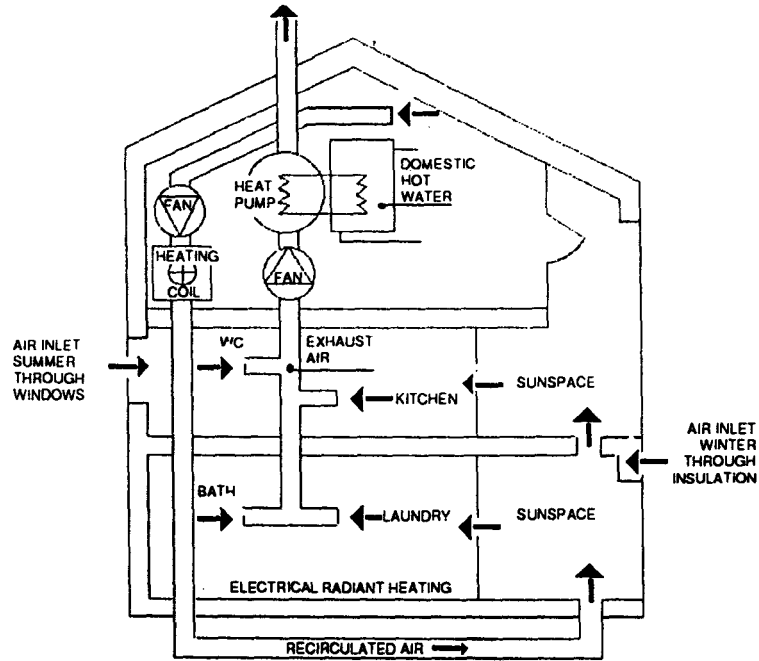 DOMESTIC
HOT
WATER
HEAT
PUMP
FAN
HEATING
COIL
FAN
AIR INLET
SUMMER
THROUGH
WINDOWS
WC
EXHAUST
AIR
KITCHEN
SUNSPACE
AIR INLET
WINTER
THROUGH
INSULATION
BATH
LAUNDRY
SUNSPACE
ELECTRICAL RADIANT HEATING
RECIRCULATED AIR